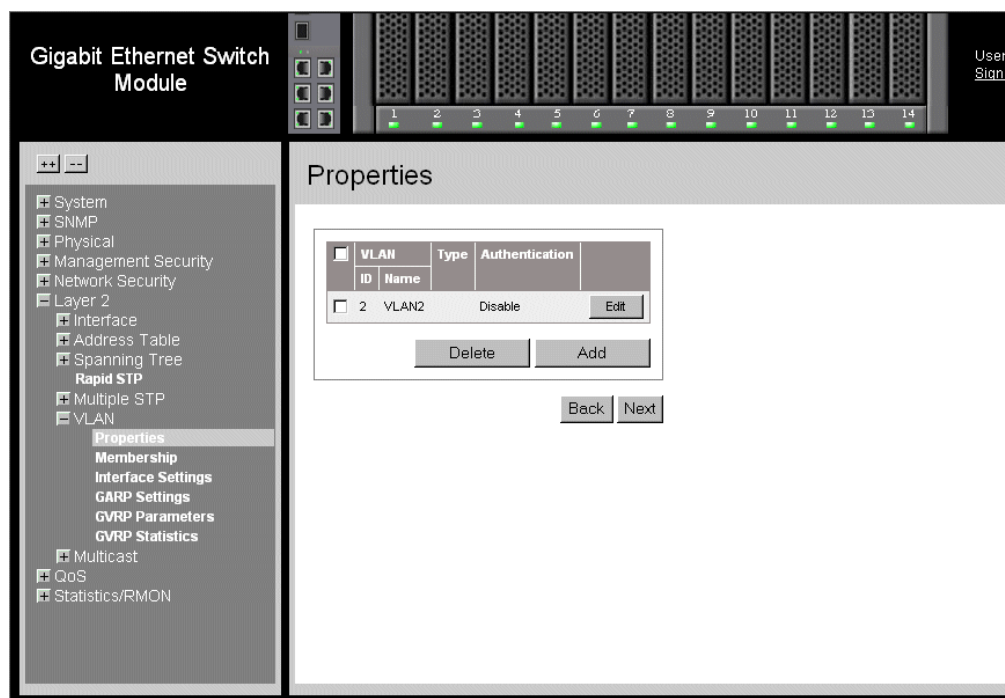 Gigabit Ethernet Switch
Module
1 2 3 4 5 6 7 8 9 10 11 12 13 14
User
Sign
++ --
System
SNMP
Physical
Management Security
Network Security
Layer 2
Interface
Address Table
Spanning Tree
Rapid STP
Multiple STP
VLAN
Properties
Membership
Interface Settings
GARP Settings
GVRP Parameters
GVRP Statistics
Multicast
QoS
Statistics/RMON
Properties
VLAN Type Authentication
ID Name
2 VLAN2 Disable Edit
Delete Add
Back Next